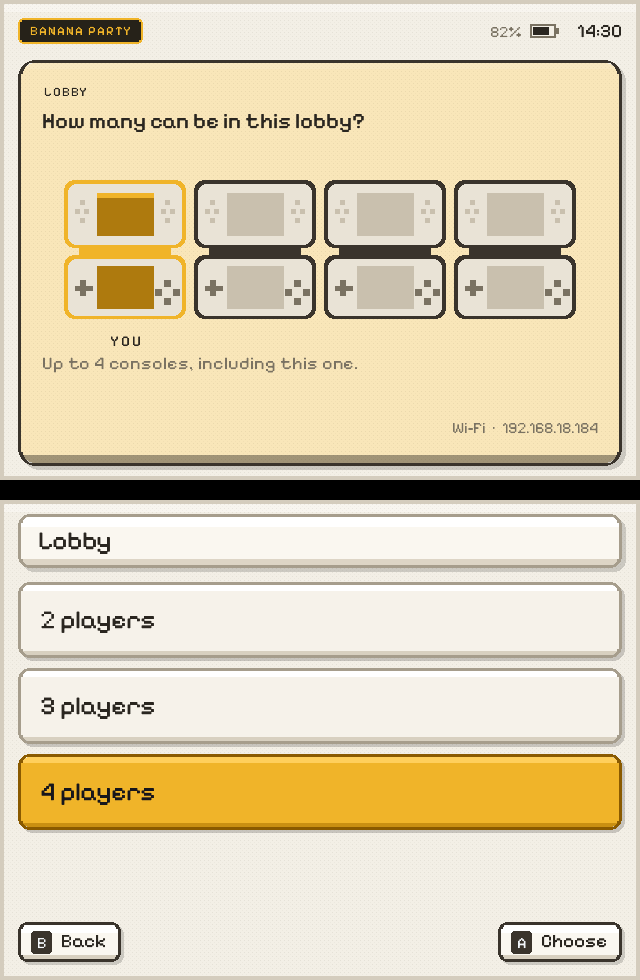 BANANA PARTY
82% 14:30
LOBBY
How many can be in this lobby?
YOU
Up to 4 consoles, including this one.
Wi-Fi · 192.168.18.184
Lobby
2 players
3 players
4 players
B Back
A Choose